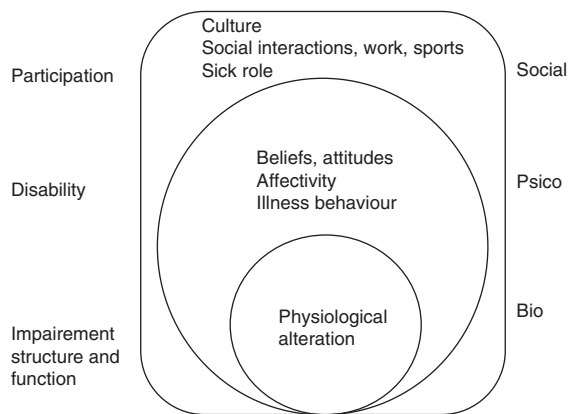 Culture
Social interactions, work, sports
Sick role
Participation
Social
Beliefs, attitudes
Affectivity
Illness behaviour
Disability
Psico
Physiological
alteration
Bio
Impairement
structure and
function